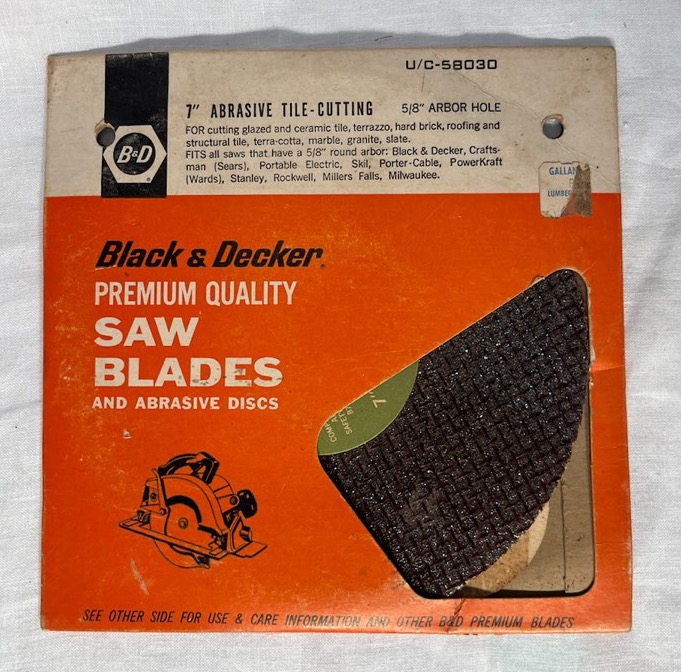 U/C-58030
7" ABRASIVE TILE-CUTTING 5/8" ARBOR HOLE
FOR cutting glazed and ceramic tile, terrazzo, hard brick, roofing and
structural tile, terra-cotta, marble, granite, slate.
FITS all saws that have a 5/8" round arbor: Black & Decker, Crafts-
man (Sears), Portable Electric, Skil, Porter-Cable, PowerKraft
(Wards), Stanley, Rockwell, Millers Falls, Milwaukee.
B&D
GALLAN
LUMBE
Black & Decker®
PREMIUM QUALITY
SAW
BLADES
AND ABRASIVE DISCS
7"
COMP
SAFET
SEE OTHER SIDE FOR USE & CARE INFORMATION AND OTHER B&D PREMIUM BLADES